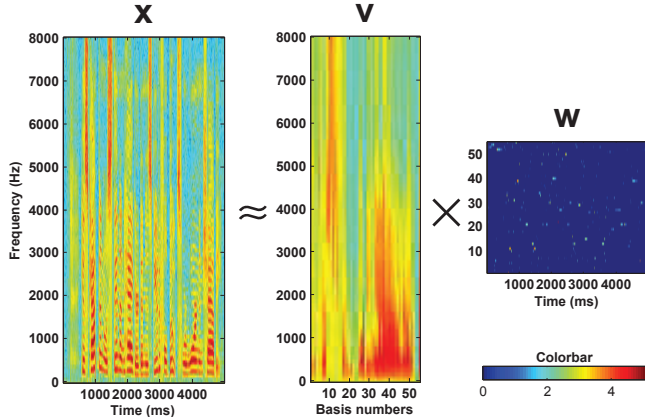 X
V
W
8000
7000
6000
5000
4000
3000
2000
1000
0
Frequency (Hz)
1000 2000 3000 4000
Time (ms)
≈
8000
7000
6000
5000
4000
3000
2000
1000
0
10 20 30 40 50
Basis numbers
×
50
40
30
20
10
1000 2000 3000 4000
Time (ms)
Colorbar
0 2 4